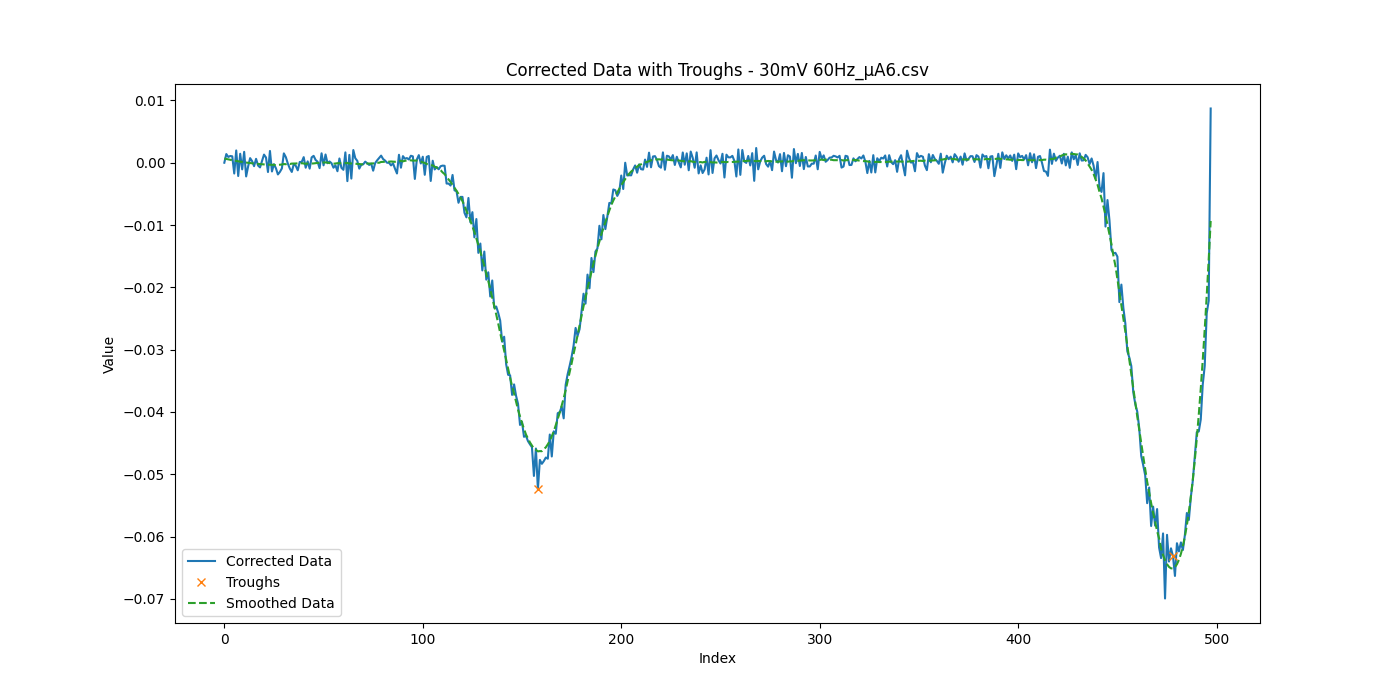 Corrected Data with Troughs - 30mV 60Hz_μA6.csv
0.01
0.00
−0.01
−0.02
−0.03
−0.04
−0.05
−0.06
−0.07
Value
Corrected Data
Troughs
Smoothed Data
0
100
200
300
400
500
Index